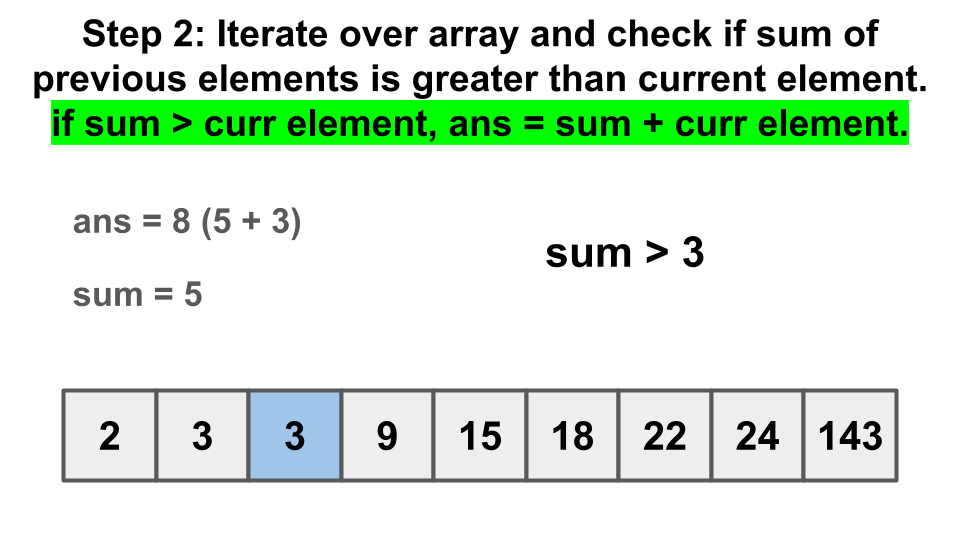 Step 2: Iterate over array and check if sum of
previous elements is greater than current element.
if sum > curr element, ans = sum + curr element.
ans = 8 (5 + 3)
sum > 3
sum = 5
2 3 3 9 15 18 22 24 143